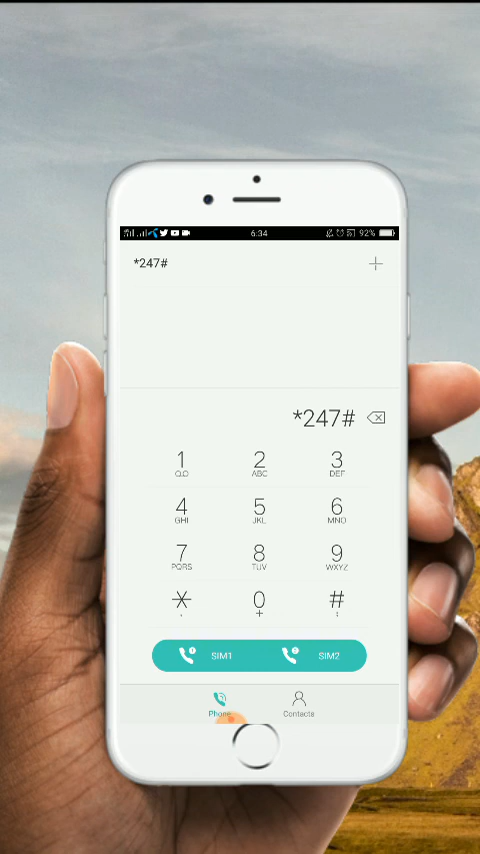 6:34 92%
*247#
*247#
1 2 3
ABC DEF
4 5 6
GHI JKL MNO
7 8 9
PQRS TUV WXYZ
* 0 #
, + ;
SIM1 SIM2
Contacts